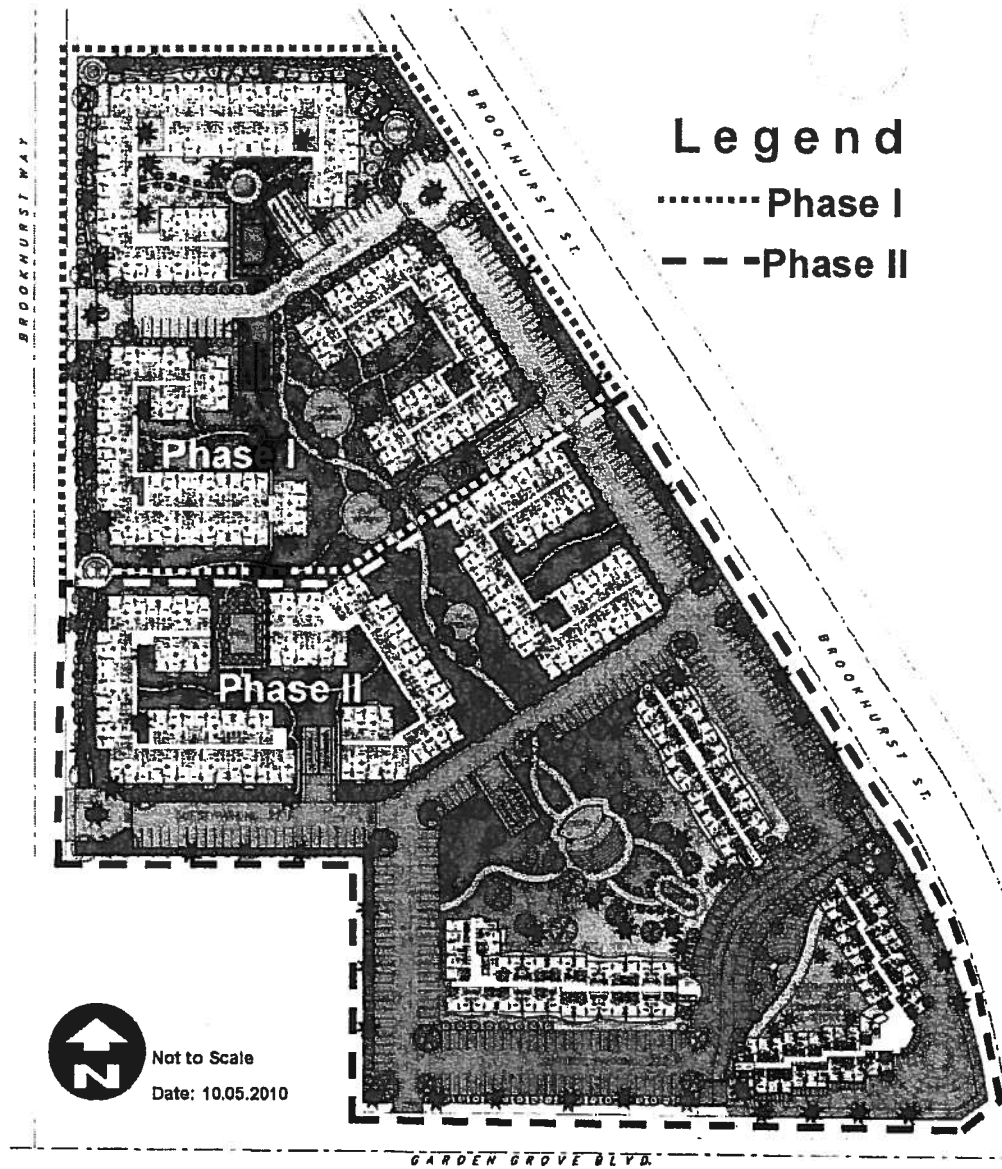 BROOKHURST WAY
BROOKHURST ST.
Legend
Phase I
Phase II
Phase I
Phase II
BROOKHURST ST.
Not to Scale
Date: 10.05.2010
N
GARDEN GROVE BLVD.